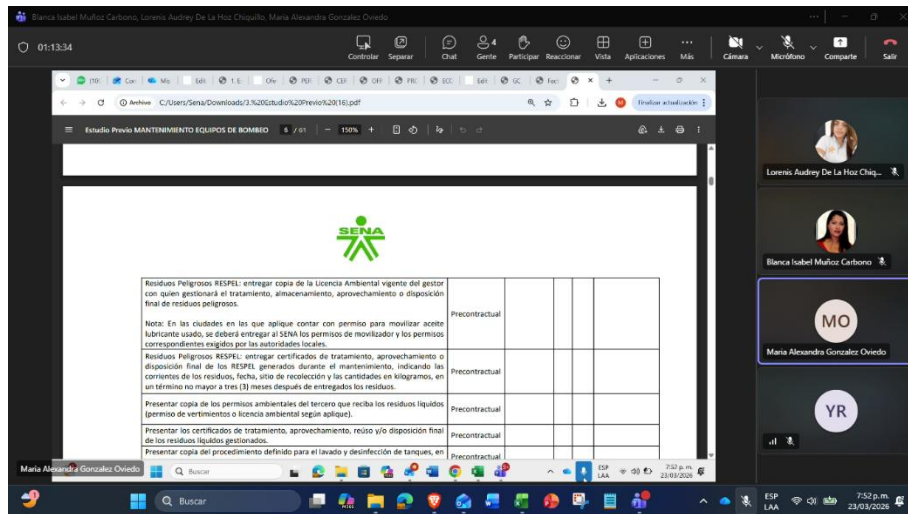 Blanca Isabel Muñoz Carbono, Lorenis Audrey De La Hoz Chiquillo, Maria Alexandra Gonzalez Oviedo
01:13:34
Controlar Separar Chat 4 Gente Participar Reaccionar Vista Aplicaciones Más Cámara Micrófono Comparte Salir
Edit 1. E Ofe CEF OFI ECC Edit GC Fec
Archivo C:/Users/Sena/Downloads/3.%20Estudio%20Previo%20(16).pdf
Finalizar actualización
Estudio Previo MANTENIMIENTO EQUIPOS DE BOMBEO 6 / 61 150%
SENA
Residuos Peligrosos RESPEL: entregar copia de la Licencia Ambiental vigente del gestor
con quien gestionará el tratamiento, almacenamiento, aprovechamiento o disposición
final de residuos peligrosos.
Nota: En las ciudades en las que aplique contar con permiso para movilizar aceite
lubricante usado, se deberá entregar al SENA los permisos de movilizador y los permisos
correspondientes exigidos por las autoridades locales.
Precontractual
Residuos Peligrosos RESPEL: entregar certificados de tratamiento, aprovechamiento o
disposición final de los RESPEL generados durante el mantenimiento, indicando las
corrientes de los residuos, fecha, sitio de recolección y las cantidades en kilogramos, en
un término no mayor a tres (3) meses después de entregados los residuos.
Precontractual
Presentar copia de los permisos ambientales del tercero que reciba los residuos líquidos
(permiso de vertimientos o licencia ambiental según aplique).
Precontractual
Presentar los certificados de tratamiento, aprovechamiento, reúso y/o disposición final
de los residuos líquidos gestionados.
Precontractual
Presentar copia del procedimiento definido para el lavado y desinfección de tanques, en
Precontractual
Lorenis Audrey De La Hoz Chiq...
Blanca Isabel Muñoz Carbono
MO
Maria Alexandra Gonzalez Oviedo
YR
Maria Alexandra Gonzalez Oviedo
Buscar
ESP
LAA
7:52 p. m.
23/03/2026
Buscar
ESP
LAA
7:52 p. m.
23/03/2026